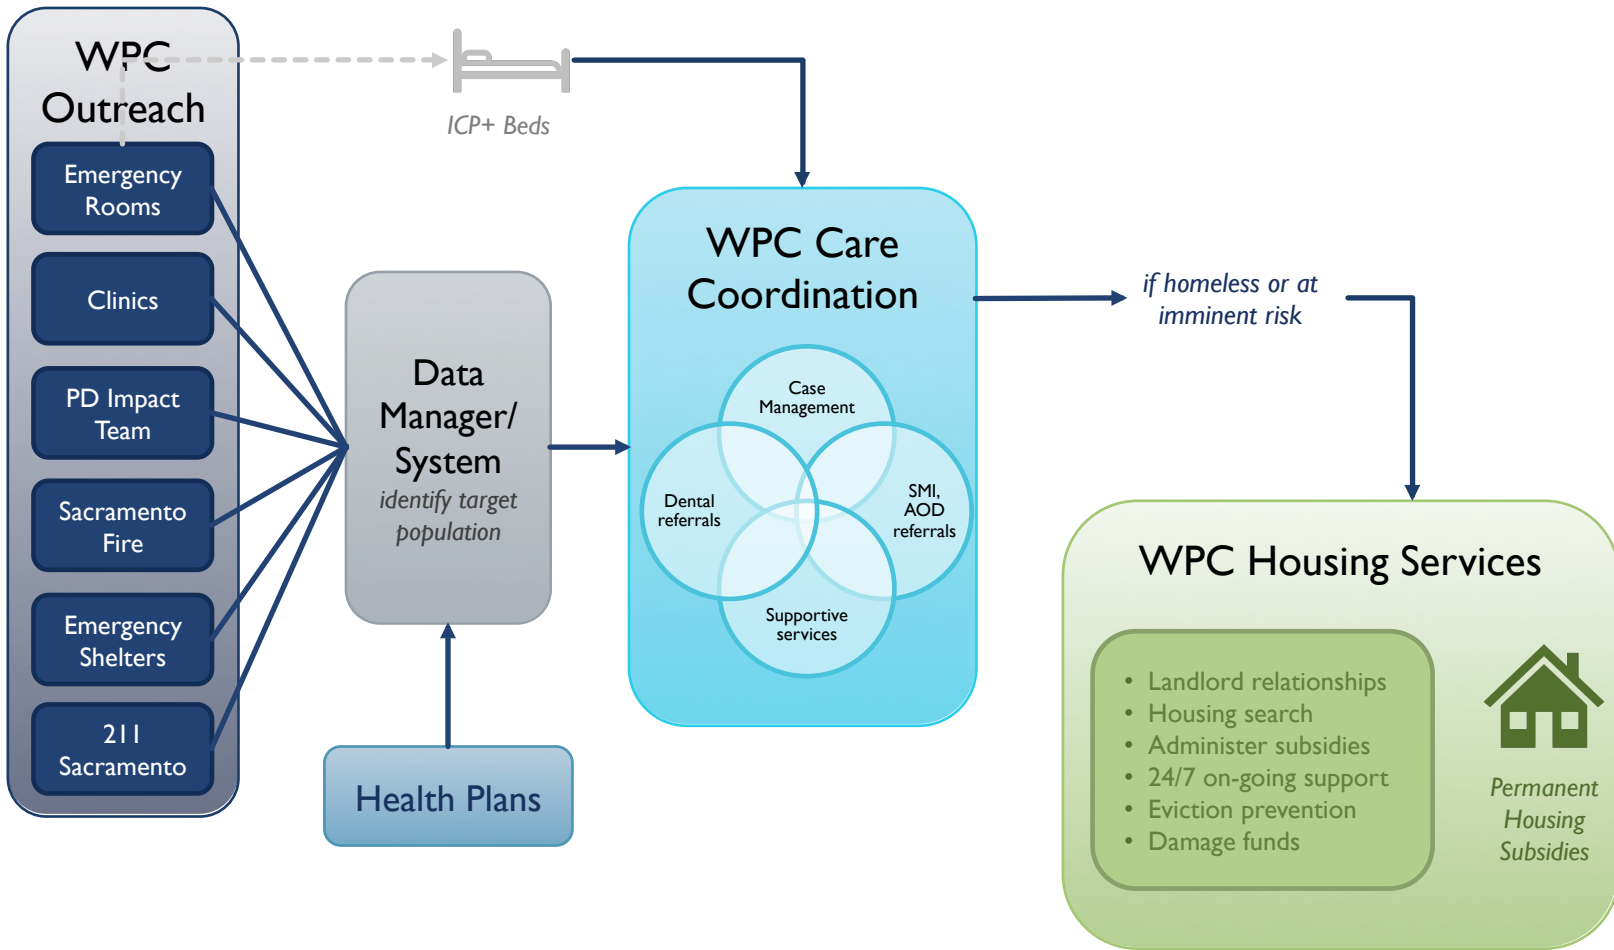 WPC
Outreach
Emergency
Rooms
Clinics
PD Impact
Team
Sacramento
Fire
Emergency
Shelters
211
Sacramento
ICP+ Beds
Data
Manager/
System
identify target
population
Health Plans
WPC Care
Coordination
Case
Management
Dental
referrals
SMI,
AOD
referrals
Supportive
services
if homeless or at
imminent risk
WPC Housing Services
• Landlord relationships
• Housing search
• Administer subsidies
• 24/7 on-going support
• Eviction prevention
• Damage funds
Permanent
Housing
Subsidies